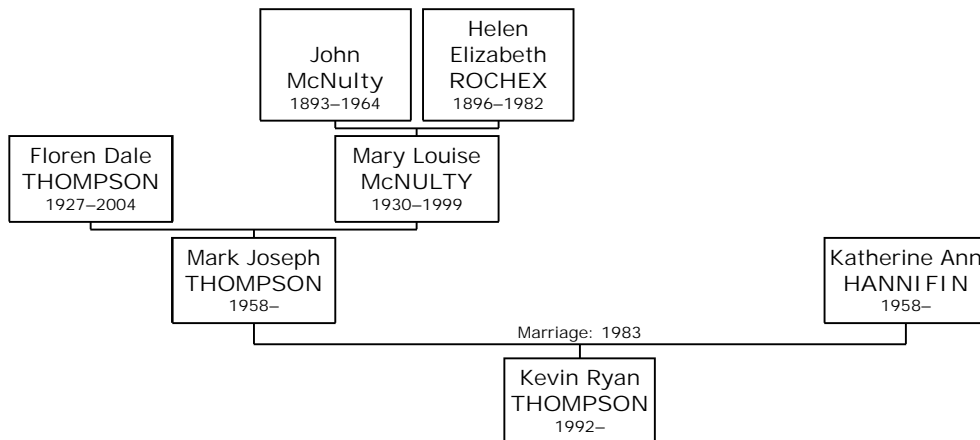 John
McNulty
1893–1964
Helen
Elizabeth
ROCHEX
1896–1982
Floren Dale
THOMPSON
1927–2004
Mary Louise
McNULTY
1930–1999
Mark Joseph
THOMPSON
1958–
Katherine Ann
HANNIFIN
1958–
Marriage: 1983
Kevin Ryan
THOMPSON
1992–